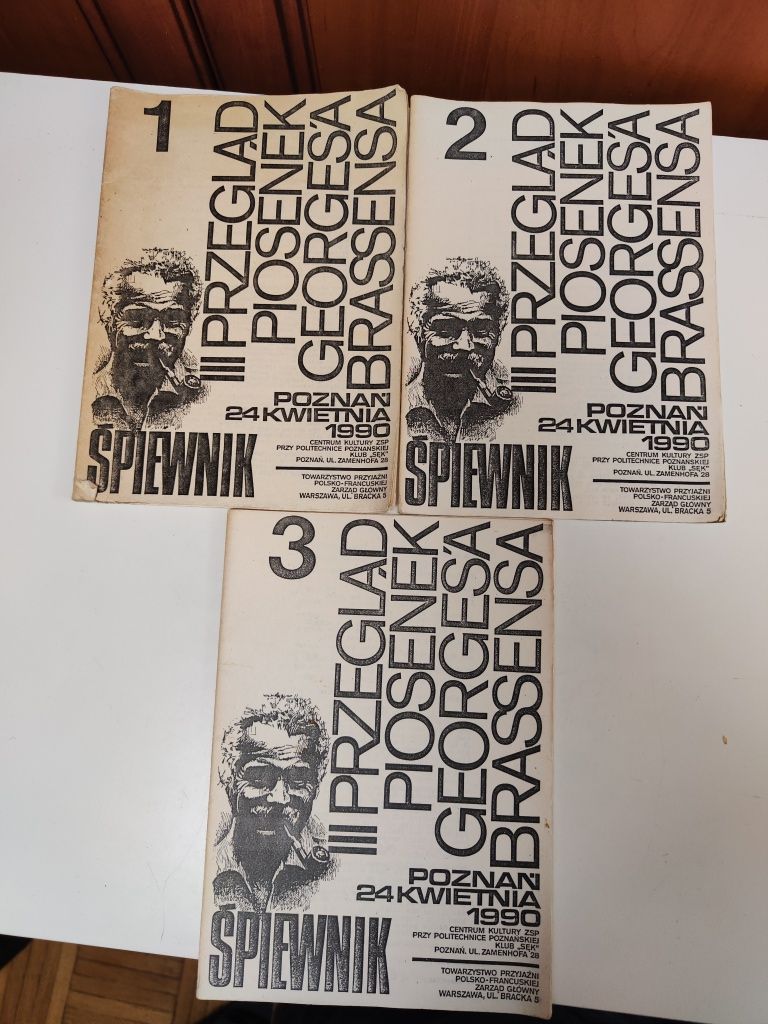 1
III PRZEGLĄD
PIOSENEK
GEORGES'A
BRASSENSA
POZNAŃ
24 KWIETNIA
1990
ŚPIEWNIK
CENTRUM KULTURY ZSP
PRZY POLITECHNICE POZNAŃSKIEJ
KLUB „SĘK"
POZNAŃ. UL. ZAMENHOFA 28
TOWARZYSTWO PRZYJAŹNI
POLSKO-FRANCUSKIEJ
ZARZĄD GŁÓWNY
WARSZAWA, UL. BRACKA 5
2
III PRZEGLĄD
PIOSENEK
GEORGES'A
BRASSENSA
POZNAŃ
24 KWIETNIA
1990
ŚPIEWNIK
CENTRUM KULTURY ZSP
PRZY POLITECHNICE POZNAŃSKIEJ
KLUB „SĘK"
POZNAŃ. UL. ZAMENHOFA 28
TOWARZYSTWO PRZYJAŹNI
POLSKO-FRANCUSKIEJ
ZARZĄD GŁÓWNY
WARSZAWA, UL. BRACKA 5
3
III PRZEGLĄD
PIOSENEK
GEORGES'A
BRASSENSA
POZNAŃ
24 KWIETNIA
1990
ŚPIEWNIK
CENTRUM KULTURY ZSP
PRZY POLITECHNICE POZNAŃSKIEJ
KLUB „SĘK"
POZNAŃ. UL. ZAMENHOFA 28
TOWARZYSTWO PRZYJAŹNI
POLSKO-FRANCUSKIEJ
ZARZĄD GŁÓWNY
WARSZAWA, UL. BRACKA 5